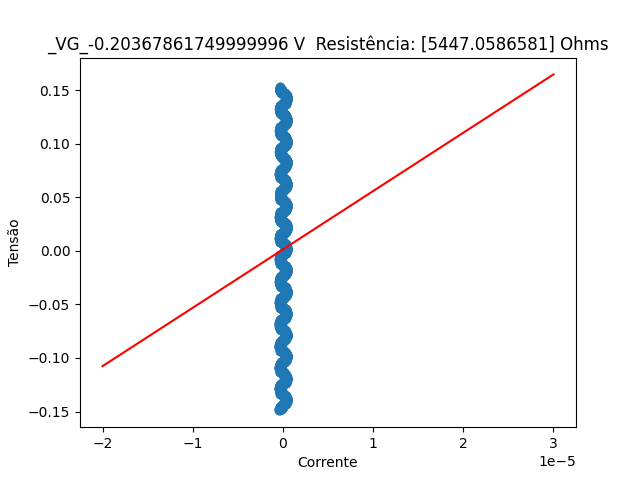 _VG_-0.20367861749999996 V  Resistência: [5447.0586581] Ohms
Tensão
0.15
0.10
0.05
0.00
−0.05
−0.10
−0.15
−2 −1 0 1 2 3
1e−5
Corrente